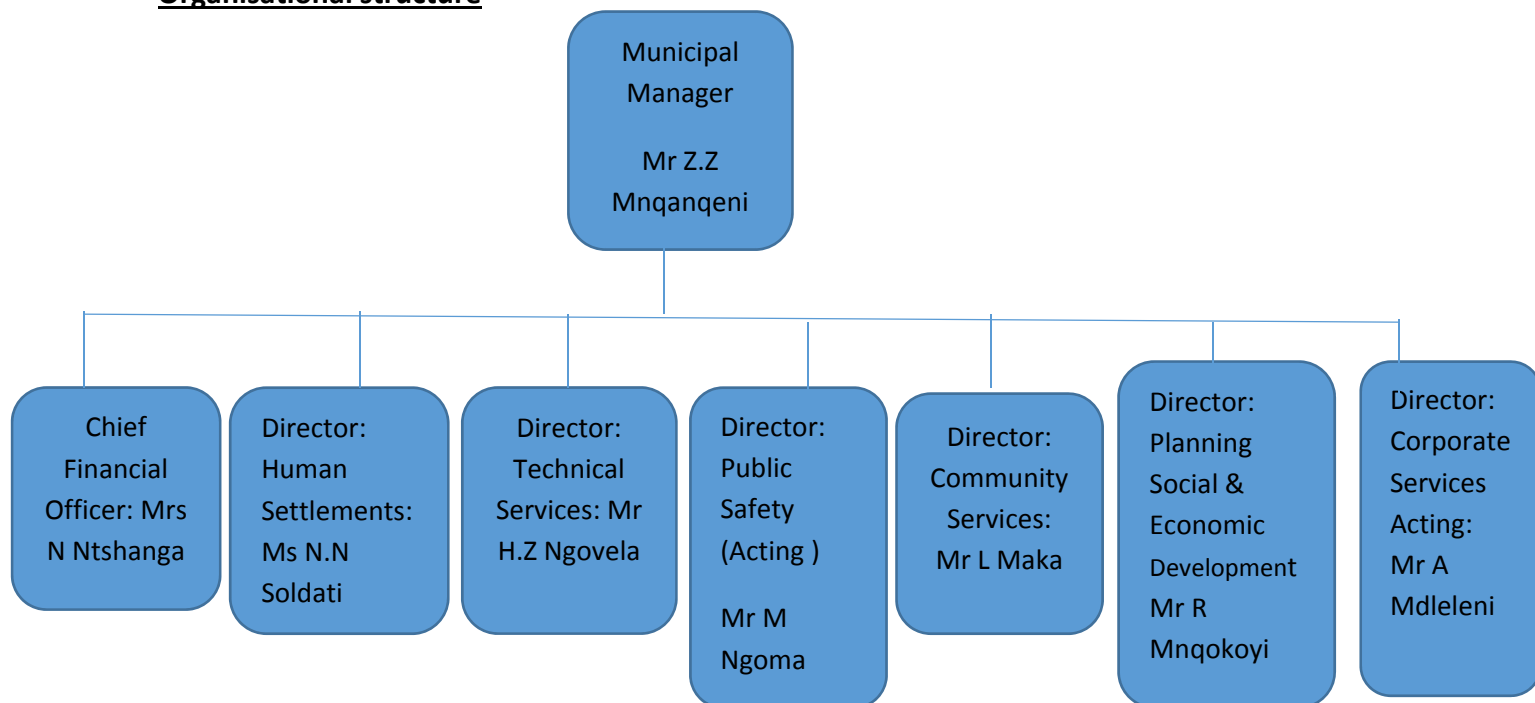 Organisational structure
Municipal
Manager
Mr Z.Z
Mnqanqeni
Chief
Financial
Officer: Mrs
N Ntshanga
Director:
Human
Settlements:
Ms N.N
Soldati
Director:
Technical
Services: Mr
H.Z Ngovela
Director:
Public
Safety
(Acting )
Mr M
Ngoma
Director:
Community
Services:
Mr L Maka
Director:
Planning
Social &
Economic
Development
Mr R
Mnqokoyi
Director:
Corporate
Services
Acting:
Mr A
Mdleleni